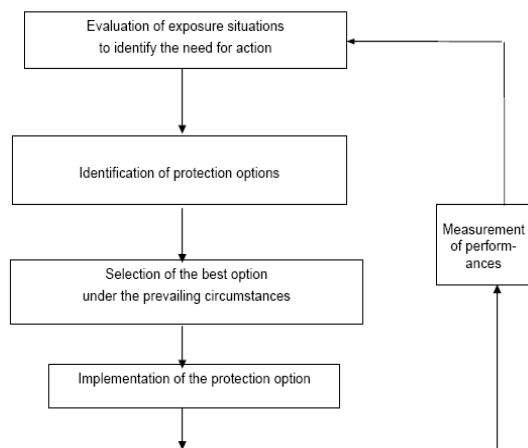 Evaluation of exposure situations
to identify the need for action
Identification of protection options
Selection of the best option
under the prevailing circumstances
Implementation of the protection option
Measurement
of perform-
ances